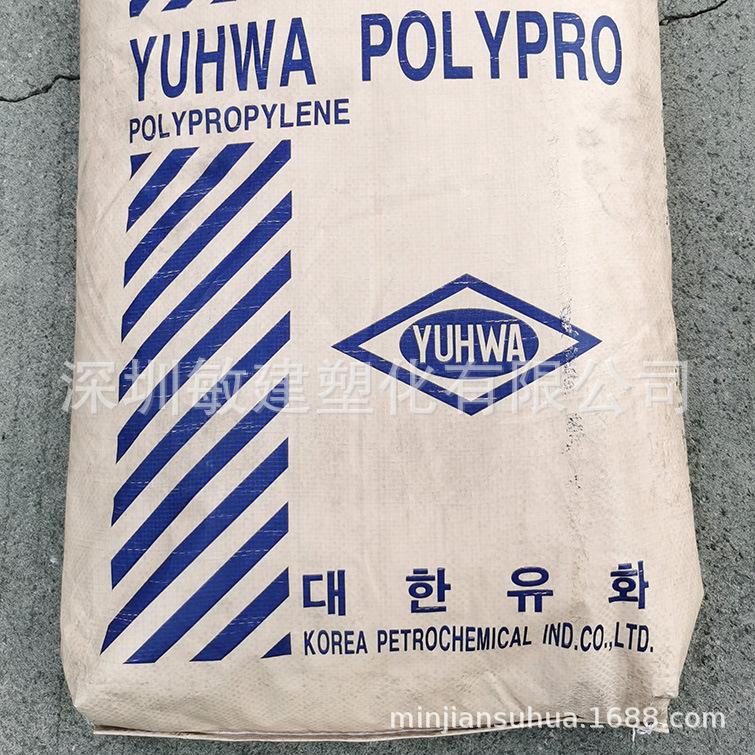 YUHWA POLYPRO
POLYPROPYLENE
YUHWA
深圳敏建塑化有限公司
대한유화
KOREA PETROCHEMICAL IND.CO.,LTD.
minjiansuhua.1688.com